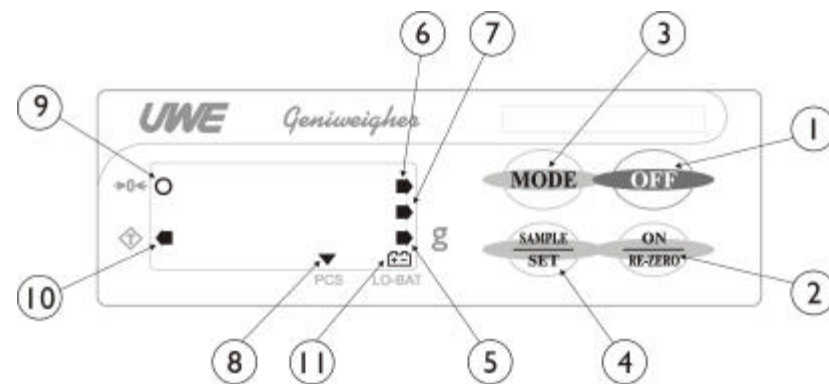 6 7 3
9 UWE Geniweigher 1
→0← MODE OFF
T g SAMPLE ON
SET RE-ZERO
10 PCS LO-BAT 2
8 11 5 4